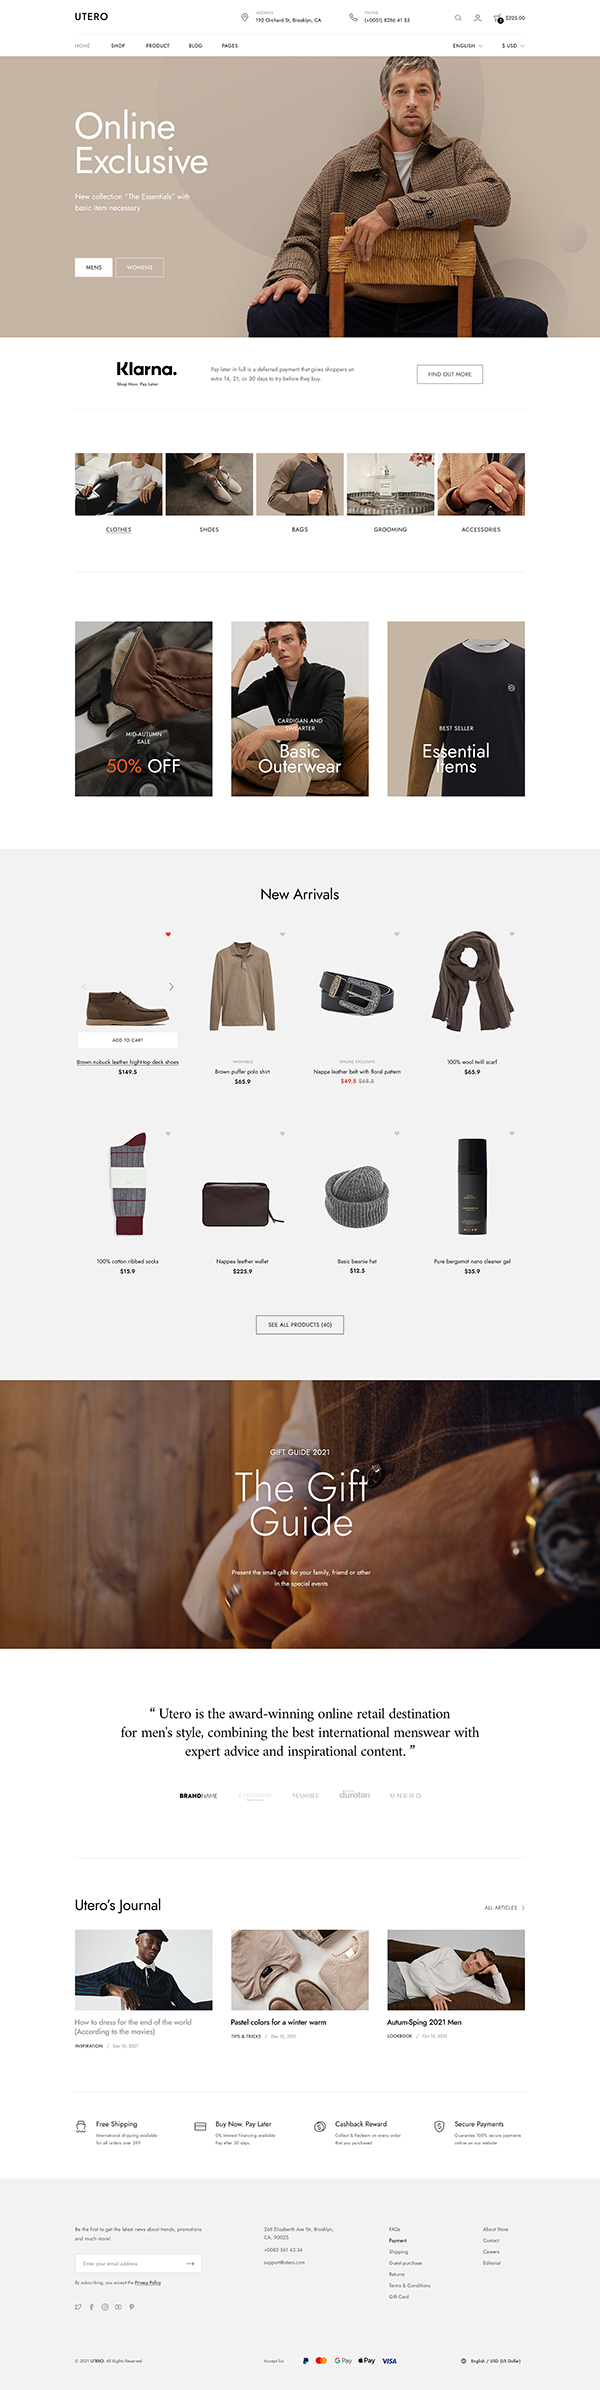 UTERO
ADDRESS
192 Orchard St, Brooklyn, CA
PHONE
(+0051) 8286 41 53
$225.00
HOME
SHOP
PRODUCT
BLOG
PAGES
ENGLISH
$ USD
Online
Exclusive
New collection “The Essentials” with
basic item necessary
MENS
WOMENS
Klarna.
Shop Now. Pay Later
Pay later in full is a deferred payment that gives shoppers an
extra 14, 21, or 30 days to try before they buy.
FIND OUT MORE
CLOTHES
SHOES
BAGS
GROOMING
ACCESSORIES
MID-AUTUMN
SALE
50% OFF
CARDIGAN AND
SWEARTER
Basic
Outerwear
BEST SELLER
Essential
Items
New Arrivals
ADD TO CART
Brown nubuck leather hight-top deck shoes
$149.5
WASHABLE
Brown puffer polo shirt
$65.9
ONLINE EXCLUSIVE
Nappa leather belt with floral pattern
$49.5 $68.5
100% wool twill scarf
$65.9
100% cotton ribbed socks
$15.9
Nappea leather wallet
$225.9
Basic beanie hat
$12.5
Pure bergamot nano cleaner gel
$35.9
SEE ALL PRODUCTS (40)
GIFT GUIDE 2021
The Gift
Guide
Present the small gifts for your family, friend or other
in the special events
“ Utero is the award-winning online retail destination
for men's style, combining the best international menswear with
expert advice and inspirational content. ”
BRANDNAME
CLOTHING
MASQRE
durotan
UNERO
Utero’s Journal
ALL ARTICLES
How to dress for the end of the world
(According to the movies)
INSPIRATION / Dec 10, 2021
Pastel colors for a winter warm
TIPS & TRICKS / Dec 10, 2021
Autum-Sping 2021 Men
LOOKBOOK / Oct 16, 2021
Free Shipping
International shipping available
for all orders over $99
Buy Now. Pay Later
0% Interest financing available
Pay after 30 days.
Cashback Reward
Collect & Redeem on every order
that you purchased
Secure Payments
Guarantee 100% secure payments
online on our website
Be the first to get the latest news about trends, promotions
and much more!
Enter your email address
By subscribing, you accept the Privacy Policy
268 Elizaberth Ave Str, Brooklyn,
CA, 90025
+0082 561 43 34
support@utero.com
FAQs
Payment
Shipping
Guest purchase
Returns
Terms & Conditions
Gift Card
About Store
Contact
Careers
Editorial
© 2021 UTERO. All Rights Reserved
Accept for
G Pay
Pay
VISA
English / USD (US Dollar)